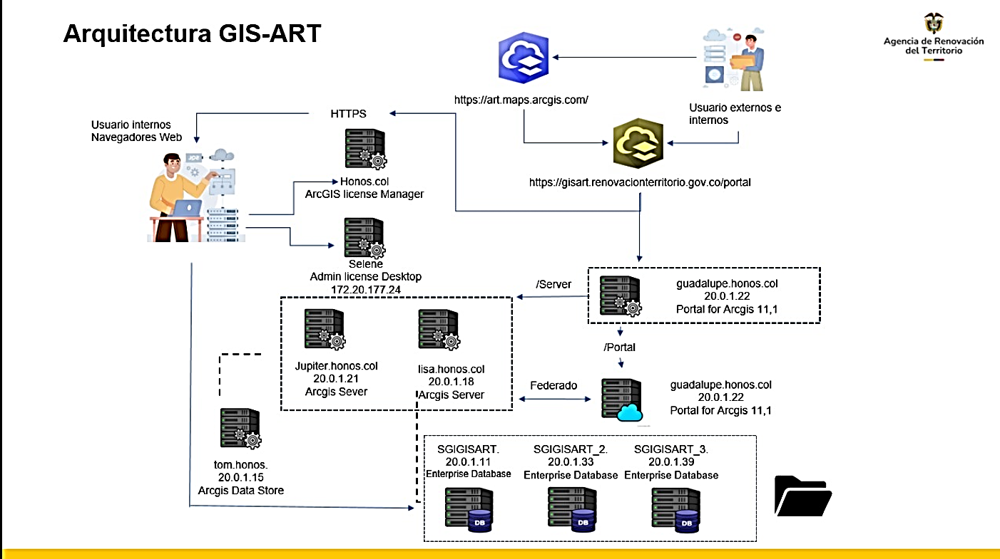 Arquitectura GIS-ART
Agencia de Renovación
del Territorio
https://art.maps.arcgis.com/
Usuario externos e
internos
HTTPS
Usuario internos
Navegadores Web
Honos.col
ArcGIS license Manager
https://gisart.renovacionterritorio.gov.co/portal
Selene
Admin license Desktop
172.20.177.24
/Server
guadalupe.honos.col
20.0.1.22
Portal for Arcgis 11,1
/Portal
Jupiter.honos.col
20.0.1.21
Arcgis Sever
lisa.honos.col
20.0.1.18
Arcgis Server
Federado
guadalupe.honos.col
20.0.1.22
Portal for Arcgis 11,1
tom.honos.
20.0.1.15
Arcgis Data Store
SGIGISART.
20.0.1.11
Enterprise Database
SGIGISART_2.
20.0.1.33
Enterprise Database
SGIGISART_3.
20.0.1.39
Enterprise Database
DB
DB
DB